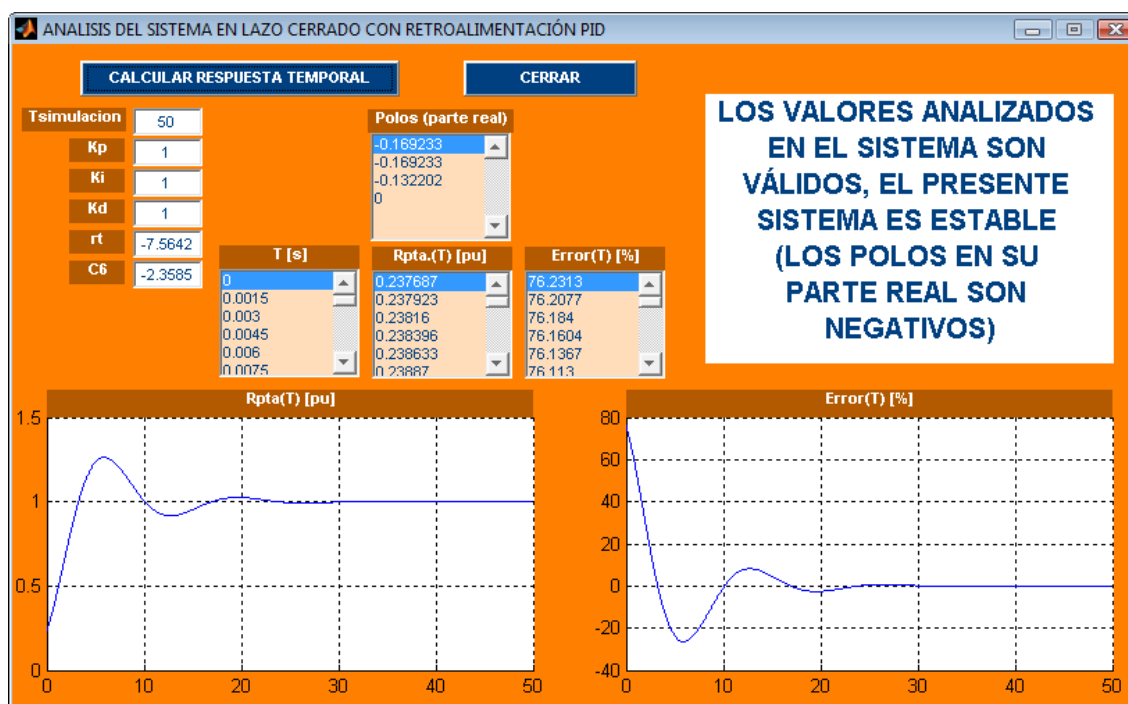 ANALISIS DEL SISTEMA EN LAZO CERRADO CON RETROALIMENTACIÓN PID
CALCULAR RESPUESTA TEMPORAL
CERRAR
Tsimulacion 50
Kp 1
Ki 1
Kd 1
rt -7.5642
C6 -2.3585
Polos (parte real)
-0.169233
-0.169233
-0.132202
0
LOS VALORES ANALIZADOS
EN EL SISTEMA SON
VÁLIDOS, EL PRESENTE
SISTEMA ES ESTABLE
(LOS POLOS EN SU
PARTE REAL SON
NEGATIVOS)
T [s]
0
0.0015
0.003
0.0045
0.006
0.0075
Rpta.(T) [pu]
0.237687
0.237923
0.23816
0.238396
0.238633
0.23887
Error(T) [%]
76.2313
76.2077
76.184
76.1604
76.1367
76.113
Rpta(T) [pu]
1.5
1
0.5
0
0 10 20 30 40 50
Error(T) [%]
80
60
40
20
0
-20
-40
0 10 20 30 40 50